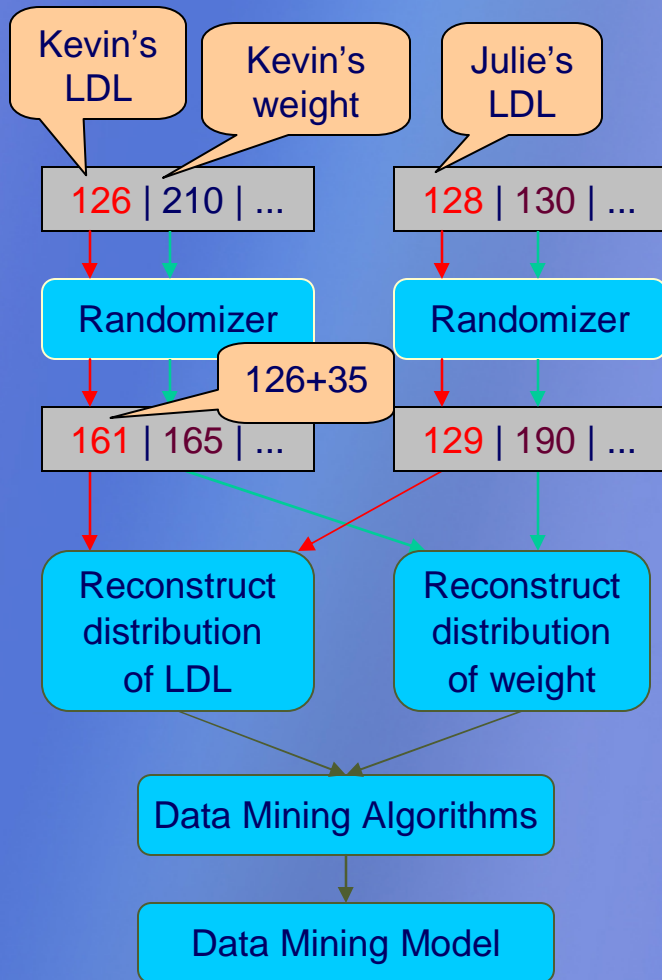 Kevin's
LDL
Kevin's
weight
Julie's
LDL
126 | 210 | ...
128 | 130 | ...
Randomizer
Randomizer
126+35
161 | 165 | ...
129 | 190 | ...
Reconstruct
distribution
of LDL
Reconstruct
distribution
of weight
Data Mining Algorithms
Data Mining Model